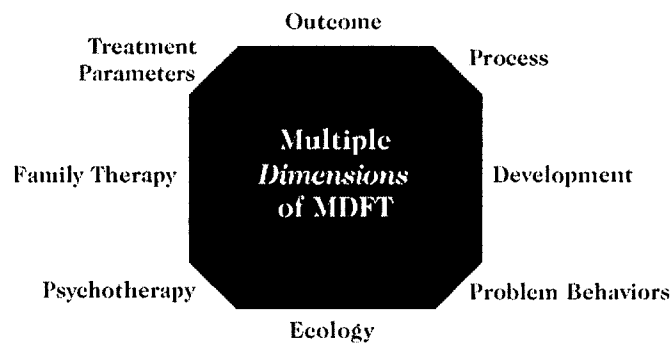 Outcome
Treatment
Parameters
Process
Multiple
Dimensions
of MDFT
Family Therapy
Development
Psychotherapy
Problem Behaviors
Ecology